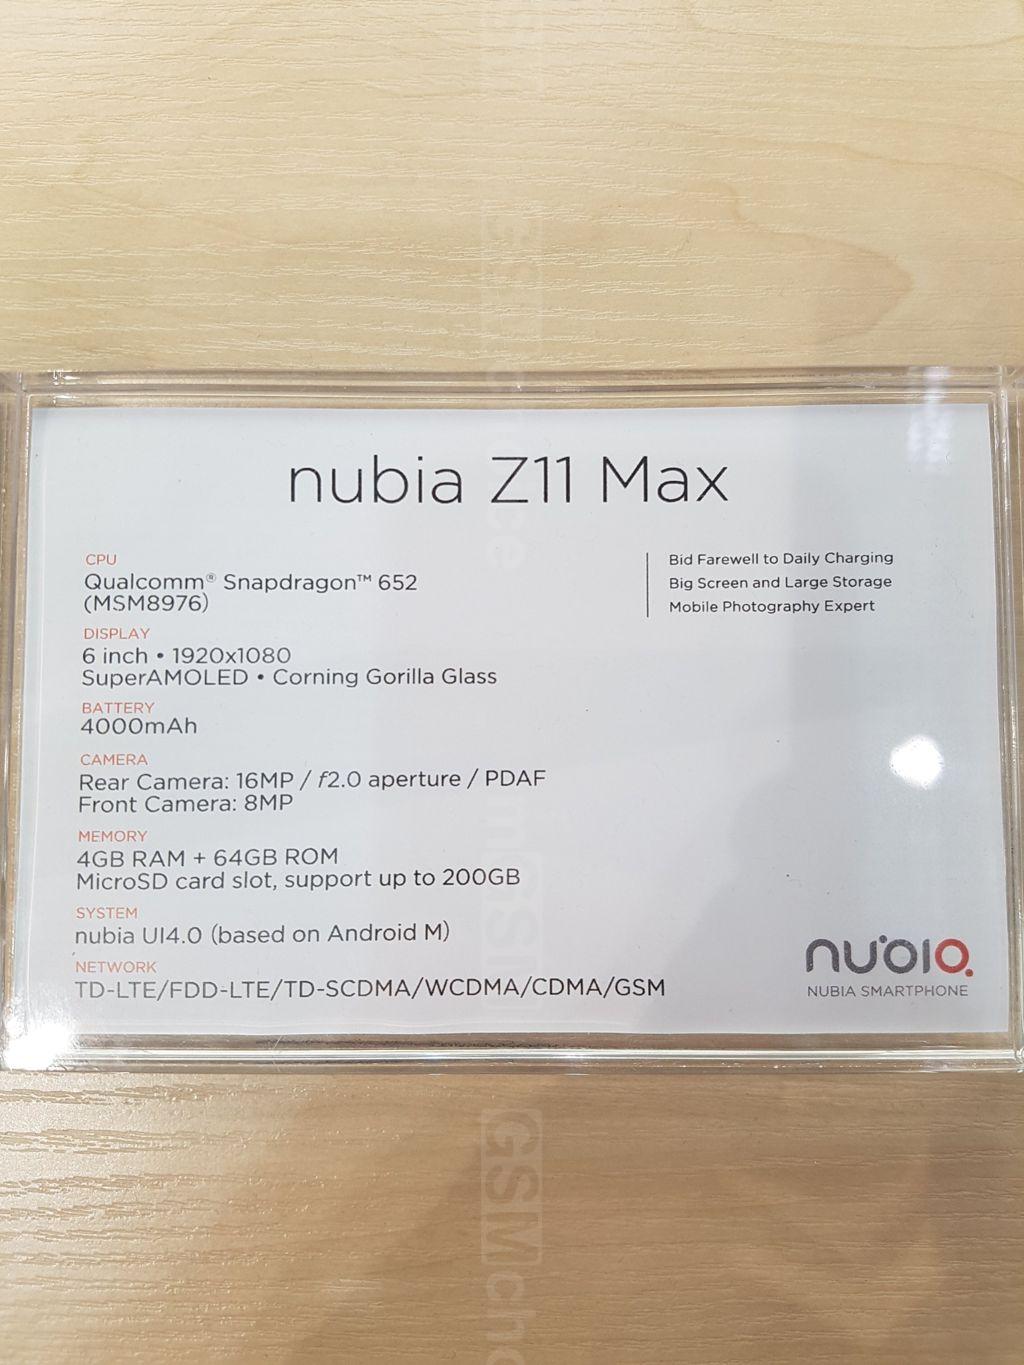 nubia Z11 Max
CPU
Qualcomm® Snapdragon™ 652
(MSM8976)
DISPLAY
6 inch • 1920x1080
SuperAMOLED • Corning Gorilla Glass
BATTERY
4000mAh
CAMERA
Rear Camera: 16MP / f2.0 aperture / PDAF
Front Camera: 8MP
MEMORY
4GB RAM + 64GB ROM
MicroSD card slot, support up to 200GB
SYSTEM
nubia UI4.0 (based on Android M)
NETWORK
TD-LTE/FDD-LTE/TD-SCDMA/WCDMA/CDMA/GSM
Bid Farewell to Daily Charging
Big Screen and Large Storage
Mobile Photography Expert
nubia
NUBIA SMARTPHONE
GSMcho